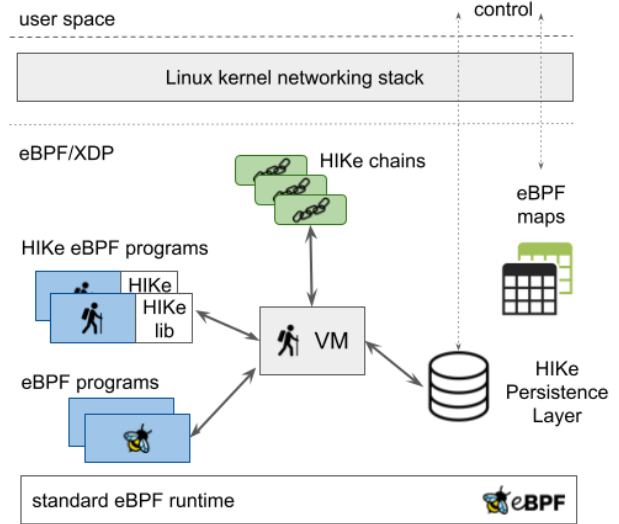 user space
control
Linux kernel networking stack
eBPF/XDP
HIKe chains
eBPF
maps
HIKe eBPF programs
HIKe
HIKe
lib
VM
eBPF programs
HIKe
Persistence
Layer
standard eBPF runtime
eBPF